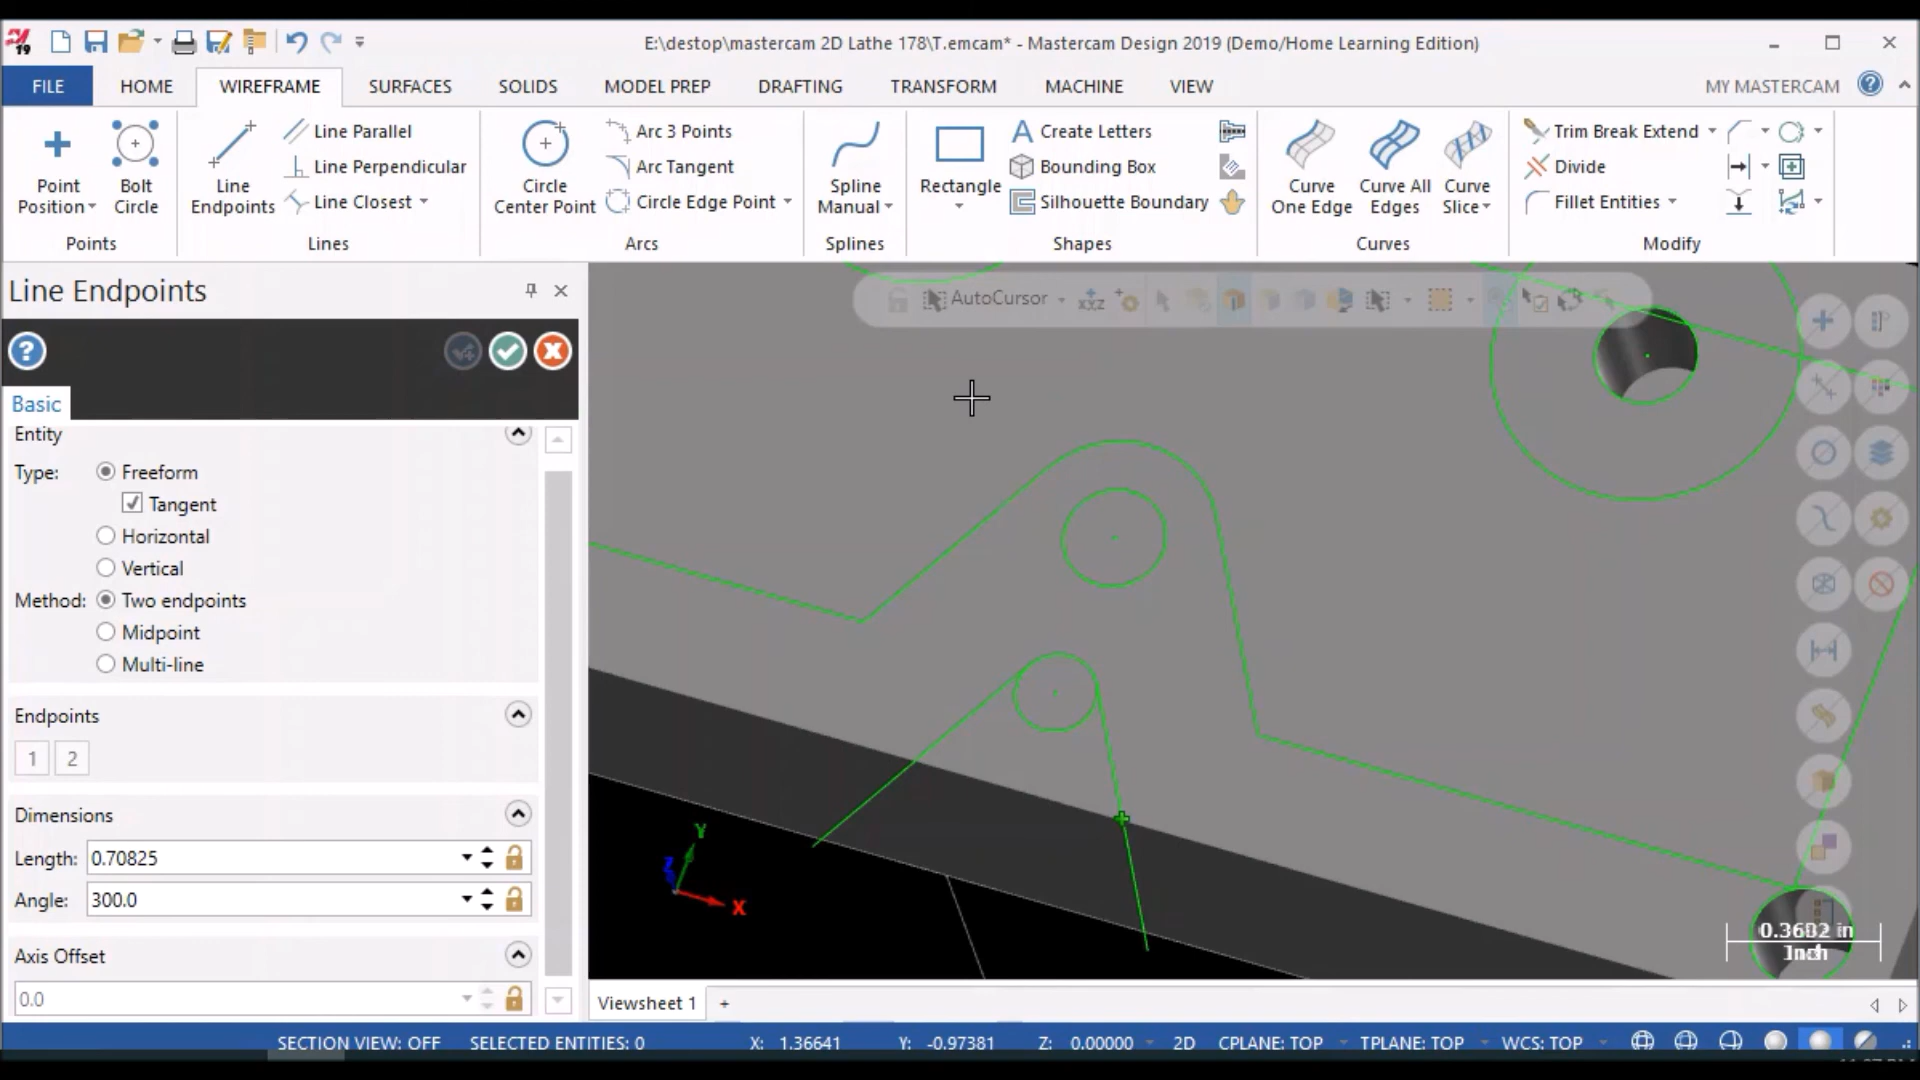 19
E:\destop\mastercam 2D Lathe 178\T.emcam* - Mastercam Design 2019 (Demo/Home Learning Edition)
FILE HOME WIREFRAME SURFACES SOLIDS MODEL PREP DRAFTING TRANSFORM MACHINE VIEW MY MASTERCAM
Point Position
Bolt Circle
Points
Line Endpoints
Line Parallel
Line Perpendicular
Line Closest
Lines
Circle Center Point
Arc 3 Points
Arc Tangent
Circle Edge Point
Arcs
Spline Manual
Splines
Rectangle
Create Letters
Bounding Box
Silhouette Boundary
Shapes
Curve One Edge
Curve All Edges
Curve Slice
Curves
Trim Break Extend
Divide
Fillet Entities
Modify
Line Endpoints
Basic
Entity
Type: Freeform
Tangent
Horizontal
Vertical
Method: Two endpoints
Midpoint
Multi-line
Endpoints
1 2
Dimensions
Length: 0.70825
Angle: 300.0
Axis Offset
0.0
AutoCursor
XYZ
Y
Z
X
Viewsheet 1 +
SECTION VIEW: OFF SELECTED ENTITIES: 0 X: 1.36641 Y: -0.97381 Z: 0.00000 2D CPLANE: TOP TPLANE: TOP WCS: TOP